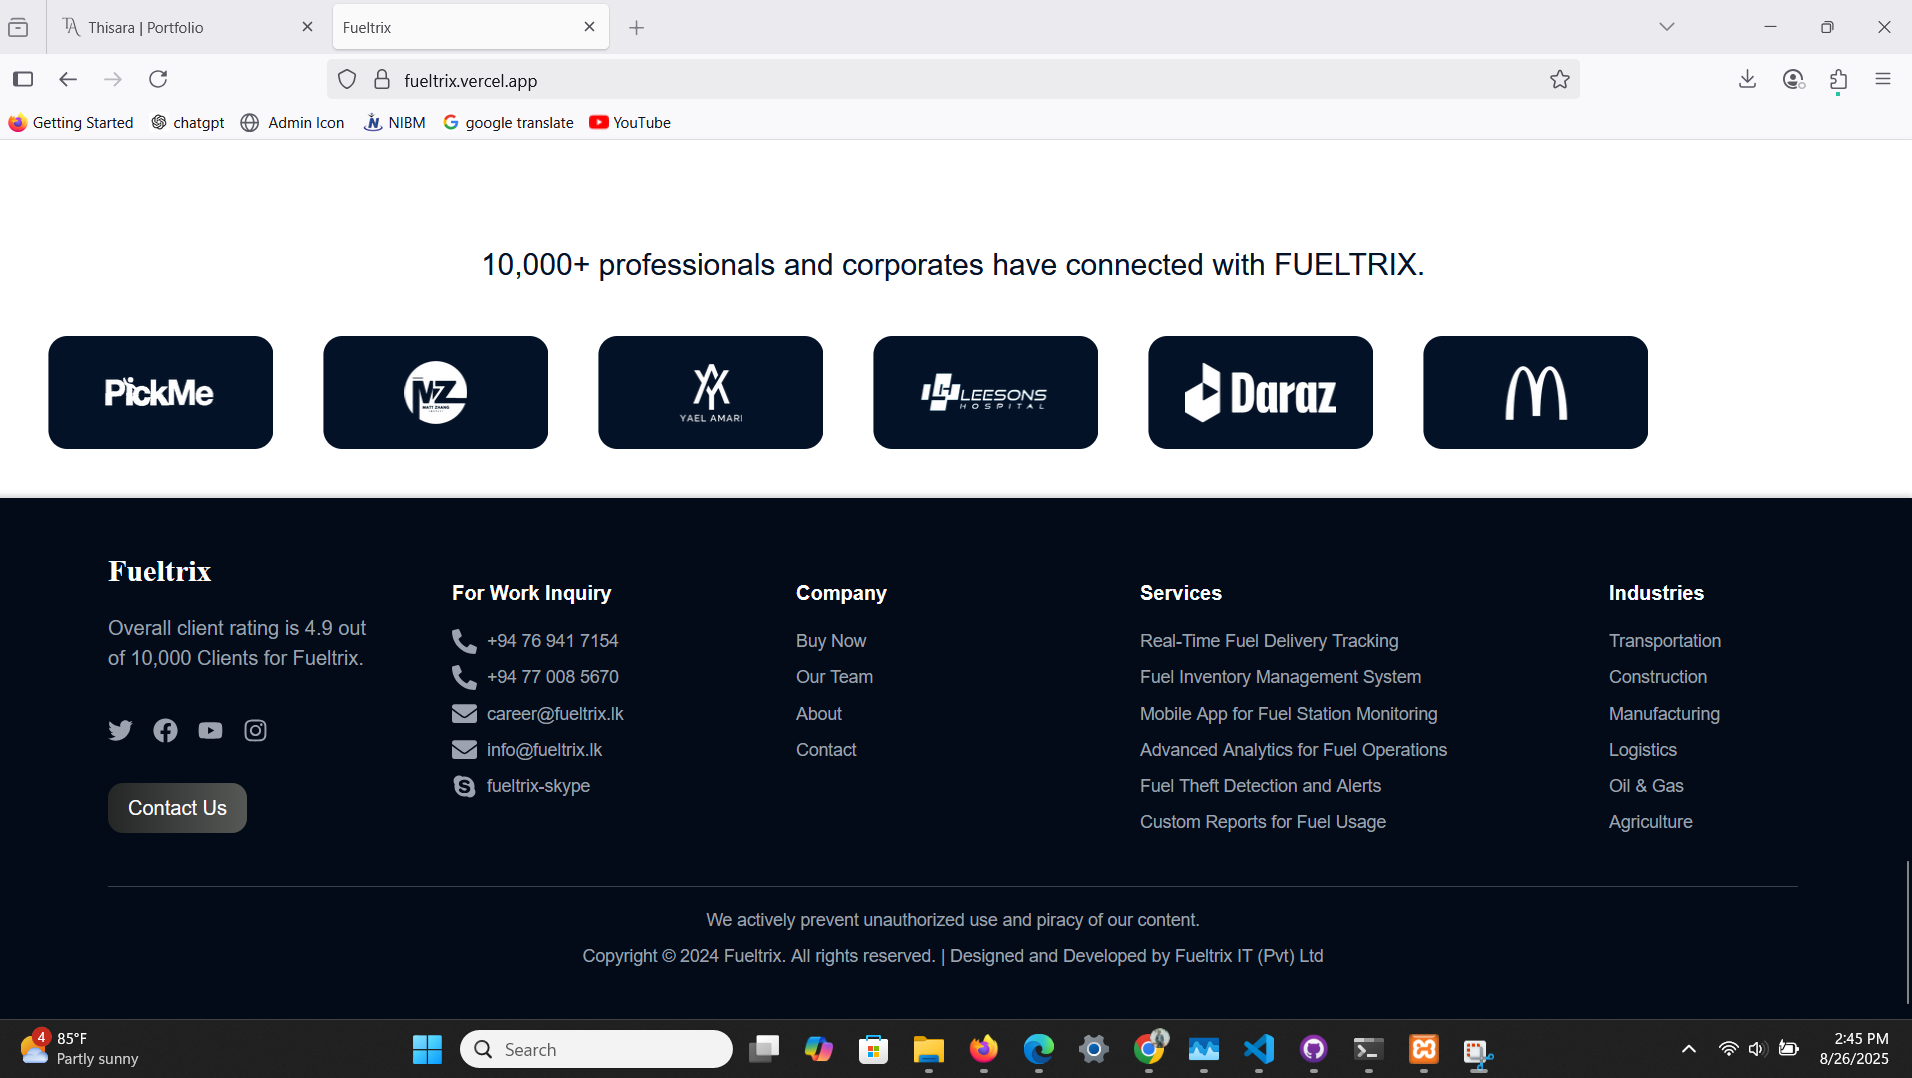 Thisara | Portfolio
Fueltrix
fueltrix.vercel.app
Getting Started
chatgpt
Admin Icon
NIBM
google translate
YouTube
10,000+ professionals and corporates have connected with FUELTRIX.
PickMe
MZ
MATT ZHANG
YAEL AMARI
LEESONS
HOSPITAL
Daraz
Fueltrix
Overall client rating is 4.9 out
of 10,000 Clients for Fueltrix.
Contact Us
For Work Inquiry
+94 76 941 7154
+94 77 008 5670
career@fueltrix.lk
info@fueltrix.lk
fueltrix-skype
Company
Buy Now
Our Team
About
Contact
Services
Real-Time Fuel Delivery Tracking
Fuel Inventory Management System
Mobile App for Fuel Station Monitoring
Advanced Analytics for Fuel Operations
Fuel Theft Detection and Alerts
Custom Reports for Fuel Usage
Industries
Transportation
Construction
Manufacturing
Logistics
Oil & Gas
Agriculture
We actively prevent unauthorized use and piracy of our content.
Copyright © 2024 Fueltrix. All rights reserved. | Designed and Developed by Fueltrix IT (Pvt) Ltd
4
85°F
Partly sunny
Search
2:45 PM
8/26/2025